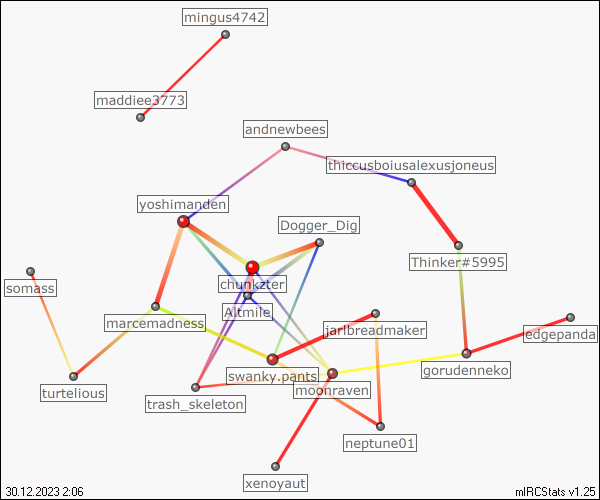 mingus4742
maddiee3773
andnewbees
thiccusboiusalexusjoneus
yoshimanden
Dogger_Dig
Thinker#5995
chunkzter
somass
Altmile
marcemadness
jarlbreadmaker
edgepanda
gorudenneko
swanky.pants
moonraven
turtelious
trash_skeleton
neptune01
xenoyaut
30.12.2023 2:06
mIRCStats v1.25